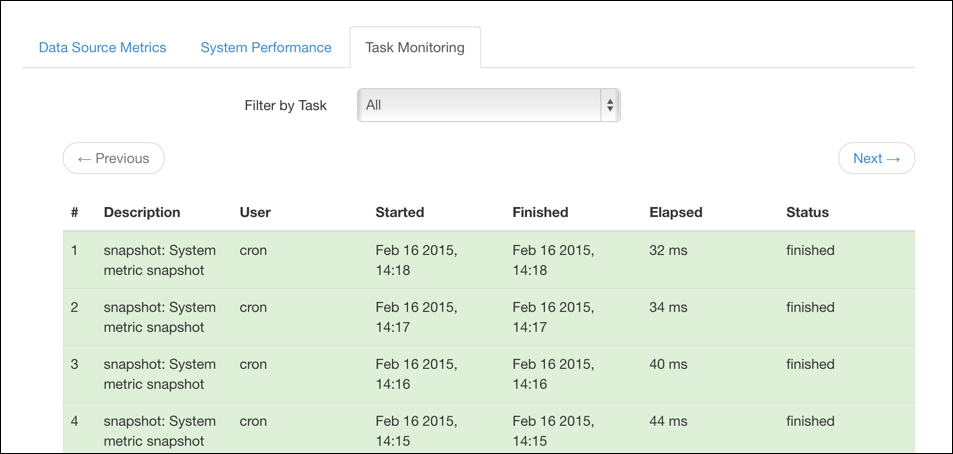 Data Source Metrics System Performance Task Monitoring
Filter by Task All
← Previous Next →
# Description User Started Finished Elapsed Status
1 snapshot: System cron Feb 16 2015, Feb 16 2015, 32 ms finished
metric snapshot 14:18 14:18
2 snapshot: System cron Feb 16 2015, Feb 16 2015, 34 ms finished
metric snapshot 14:17 14:17
3 snapshot: System cron Feb 16 2015, Feb 16 2015, 40 ms finished
metric snapshot 14:16 14:16
4 snapshot: System cron Feb 16 2015, Feb 16 2015, 44 ms finished
metric snapshot 14:15 14:15